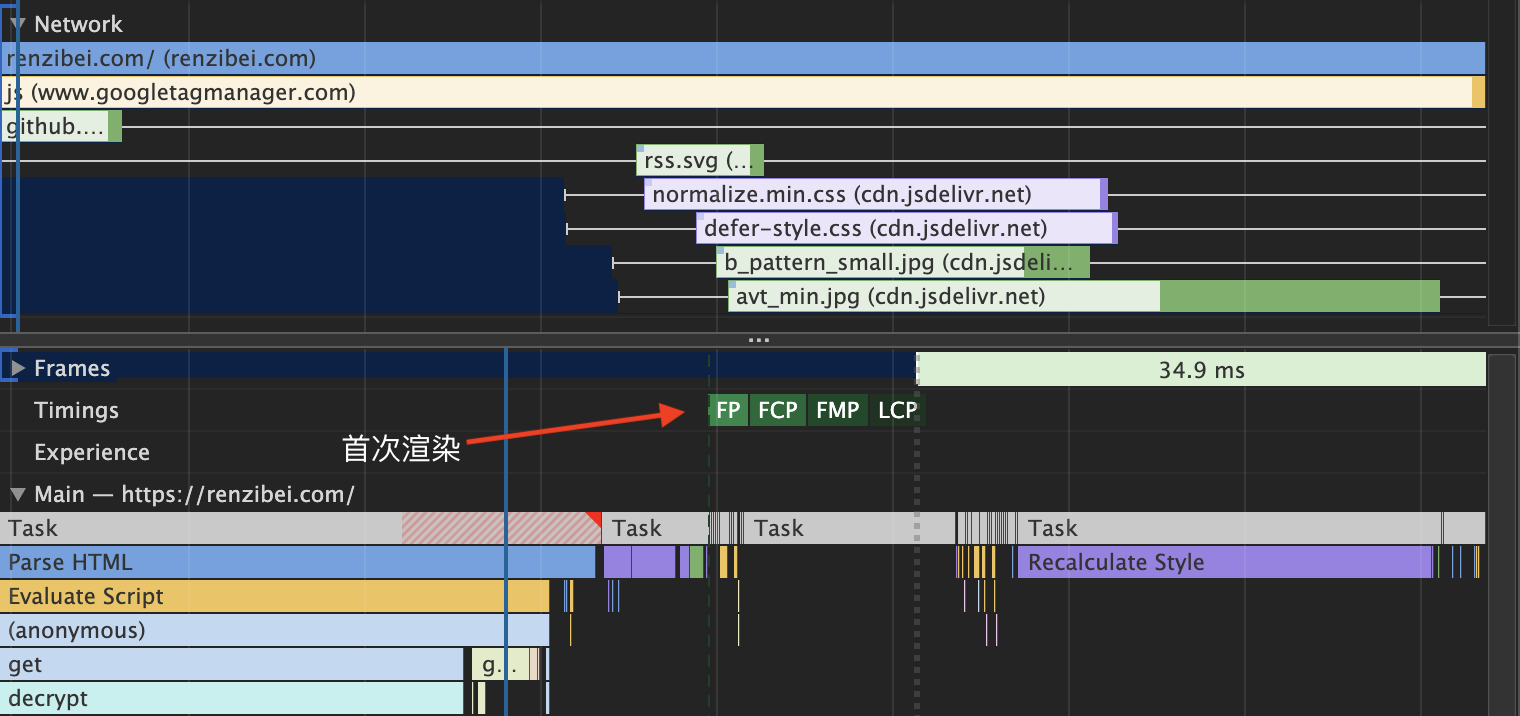 Network
renzibei.com/ (renzibei.com)
js (www.googletagmanager.com)
github....
rss.svg (...
normalize.min.css (cdn.jsdelivr.net)
defer-style.css (cdn.jsdelivr.net)
b_pattern_small.jpg (cdn.jsdeli...
avt_min.jpg (cdn.jsdelivr.net)
...
Frames 34.9 ms
Timings FP FCP FMP LCP
首次渲染
Experience
Main — https://renzibei.com/
Task Task Task Task
Parse HTML Recalculate Style
Evaluate Script
(anonymous)
get g...
decrypt